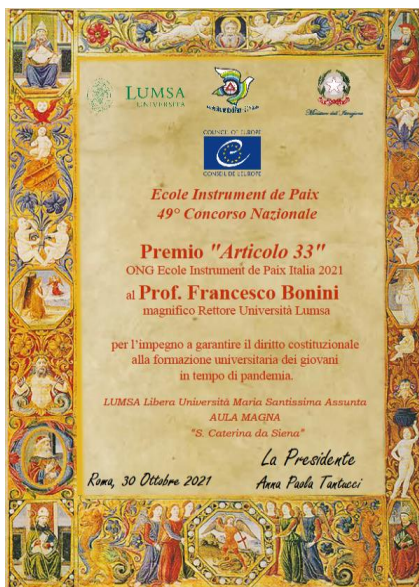 LUMSA
UNIVERSITÀ
COUNCIL OF EUROPE
CONSEIL DE L'EUROPE
Ecole Instrument de Paix
49° Concorso Nazionale
Premio "Articolo 33"
ONG Ecole Instrument de Paix Italia 2021
al Prof. Francesco Bonini
magnifico Rettore Università Lumsa
per l'impegno a garantire il diritto costituzionale
alla formazione universitaria dei giovani
in tempo di pandemia.
LUMSA Libera Università Maria Santissima Assunta
AULA MAGNA
"S. Caterina da Siena"
La Presidente
Roma, 30 Ottobre 2021
Anna Paola Tantucci